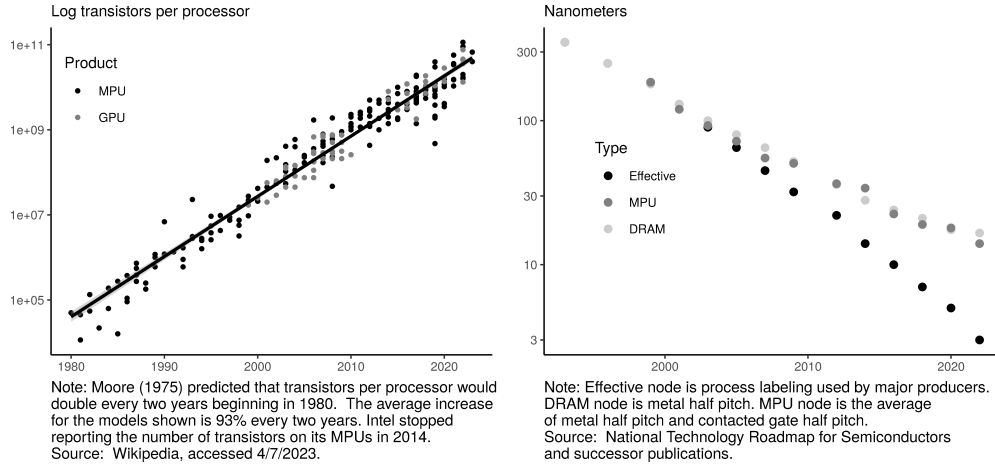 Log transistors per processor
1e+11
1e+09
1e+07
1e+05
Product
MPU
GPU
1980
1990
2000
2010
2020
Note: Moore (1975) predicted that transistors per processor would
double every two years beginning in 1980.  The average increase
for the models shown is 93% every two years. Intel stopped
reporting the number of transistors on its MPUs in 2014.
Source:  Wikipedia, accessed 4/7/2023.
Nanometers
300
100
30
10
3
Type
Effective
MPU
DRAM
2000
2010
2020
Note: Effective node is process labeling used by major producers.
DRAM node is metal half pitch. MPU node is the average
of metal half pitch and contacted gate half pitch.
Source:  National Technology Roadmap for Semiconductors
and successor publications.